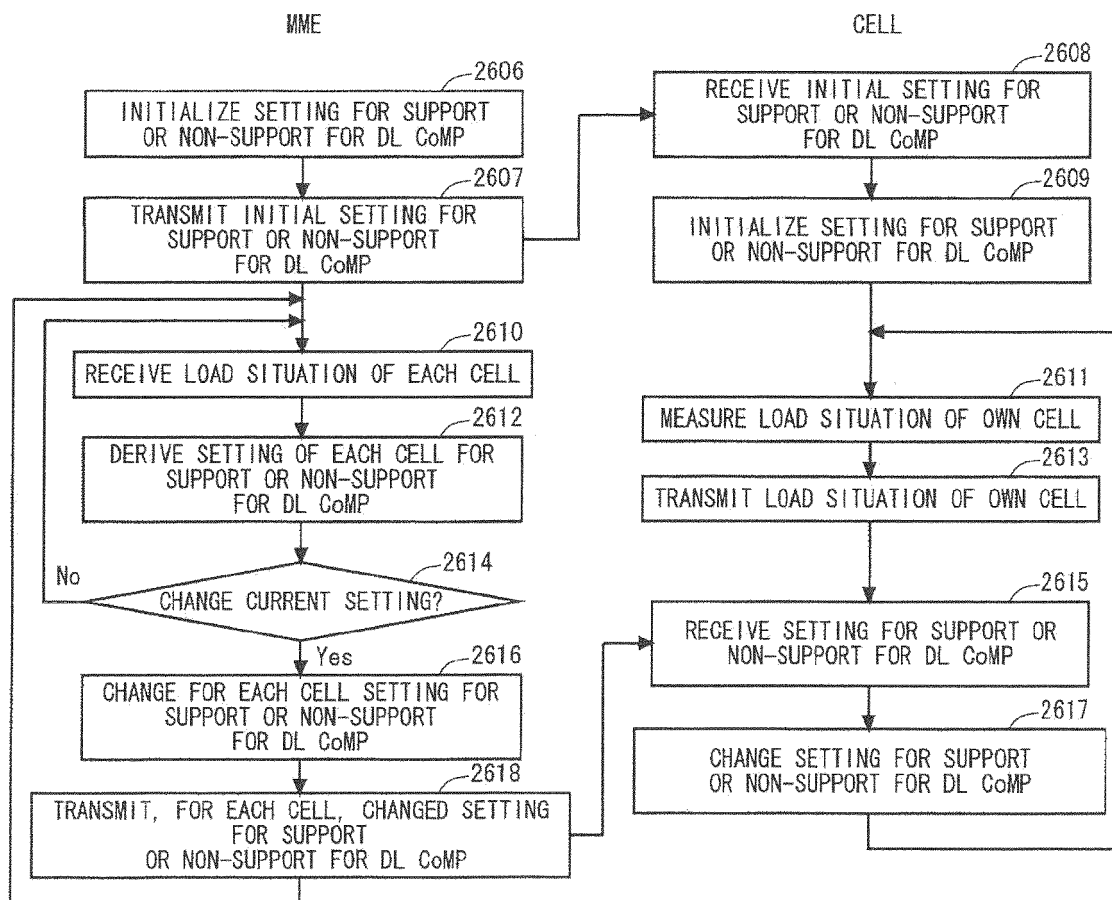 MME
CELL
2606
INITIALIZE SETTING FOR SUPPORT
OR NON-SUPPORT FOR DL CoMP
2607
TRANSMIT INITIAL SETTING FOR
SUPPORT OR NON-SUPPORT
FOR DL CoMP
2608
RECEIVE INITIAL SETTING FOR
SUPPORT OR NON-SUPPORT
FOR DL CoMP
2609
INITIALIZE SETTING FOR SUPPORT
OR NON-SUPPORT FOR DL CoMP
2610
RECEIVE LOAD SITUATION OF EACH CELL
2611
MEASURE LOAD SITUATION OF OWN CELL
2612
DERIVE SETTING OF EACH CELL FOR
SUPPORT OR NON-SUPPORT
FOR DL CoMP
2613
TRANSMIT LOAD SITUATION OF OWN CELL
2614
No
CHANGE CURRENT SETTING?
Yes
2615
RECEIVE SETTING FOR SUPPORT OR
NON-SUPPORT FOR DL CoMP
2616
CHANGE FOR EACH CELL SETTING FOR
SUPPORT OR NON-SUPPORT
FOR DL CoMP
2617
CHANGE SETTING FOR SUPPORT
OR NON-SUPPORT FOR DL CoMP
2618
TRANSMIT, FOR EACH CELL, CHANGED SETTING
FOR SUPPORT
OR NON-SUPPORT FOR DL CoMP